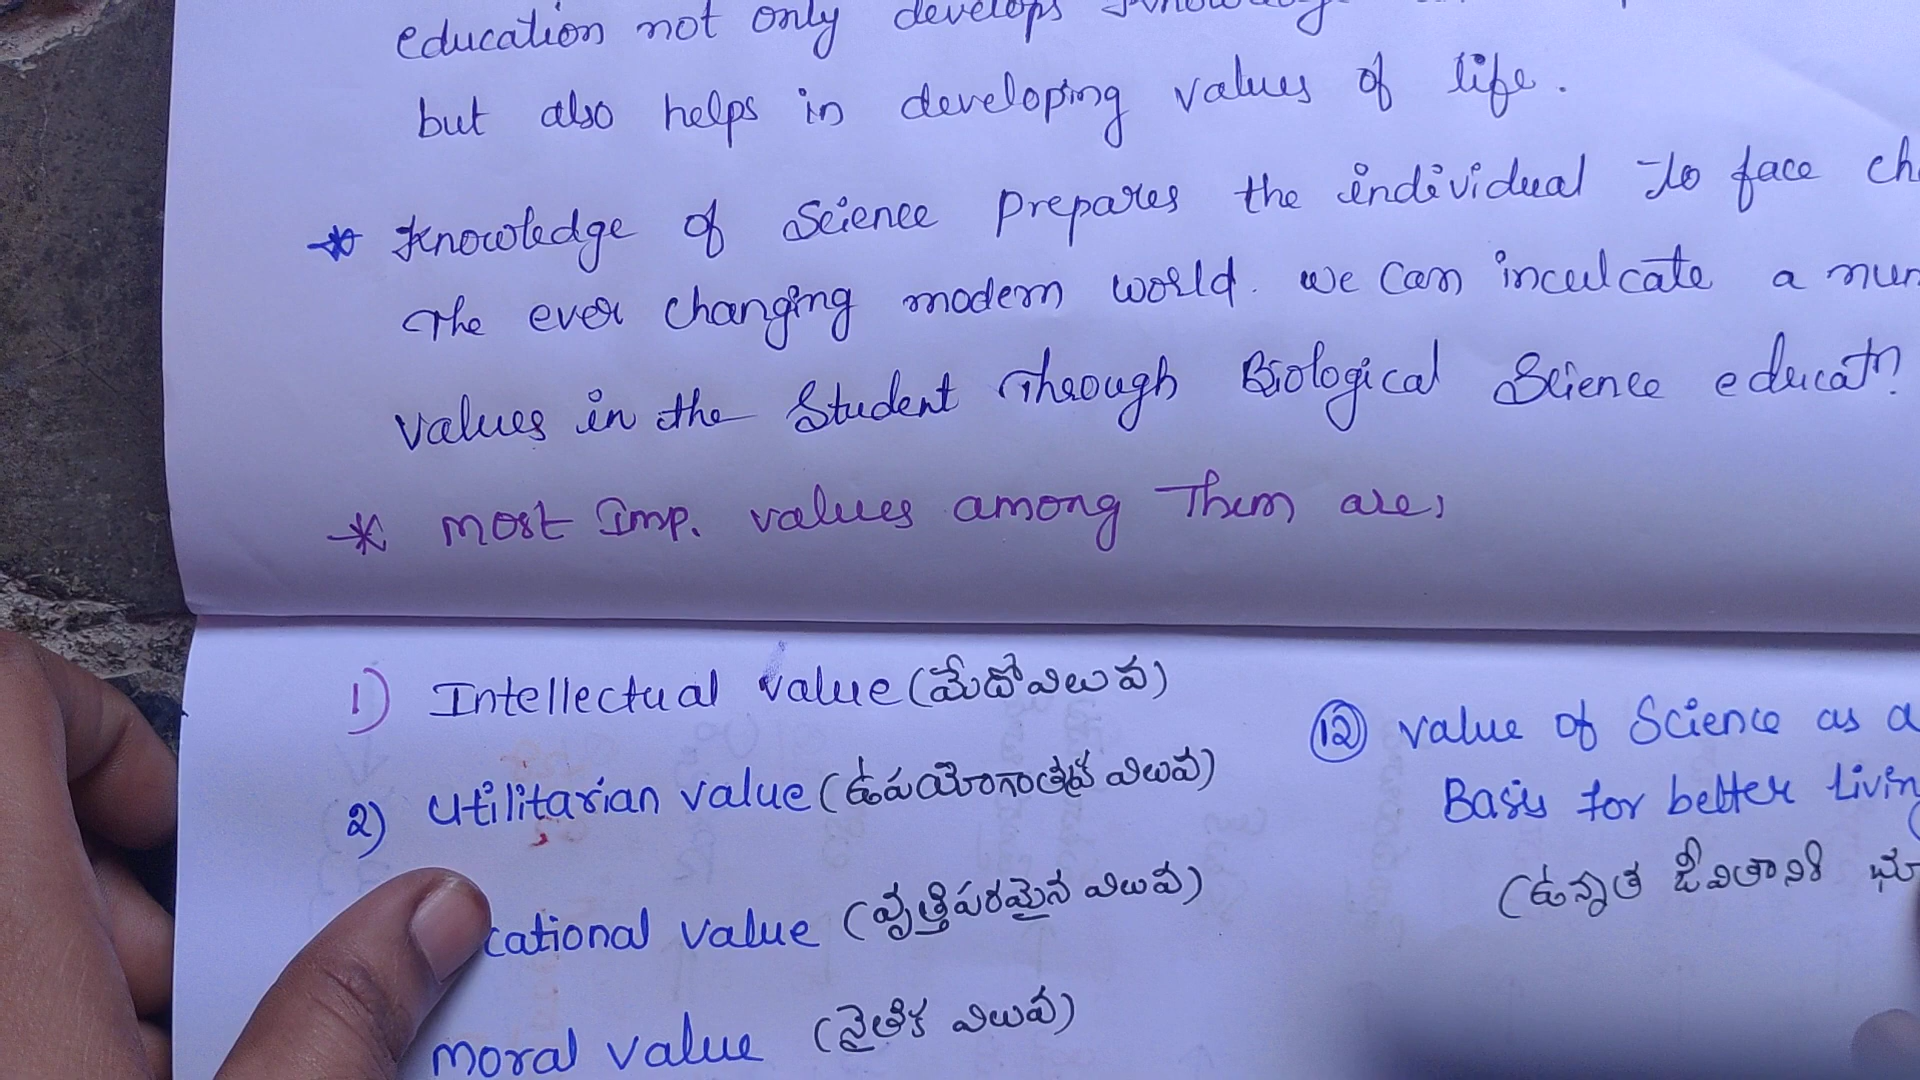 education not only develops
but also helps in developing values of life.
* Knowledge of Science prepares the individual to face
The ever changing modern world. we can inculcate a
values in the Student Through Biological Science educatn.
* most Imp. values among Them are,
1) Intellectual value (మేదోవిలువ)
2) utilitarian value (ఉపయోగాత్మక విలువ)
cational value (వృత్తిపరమైన విలువ)
moral value (నైతిక విలువ)
12 value of Science as a
Basis for better living
(ఉన్నత జీవితానికి